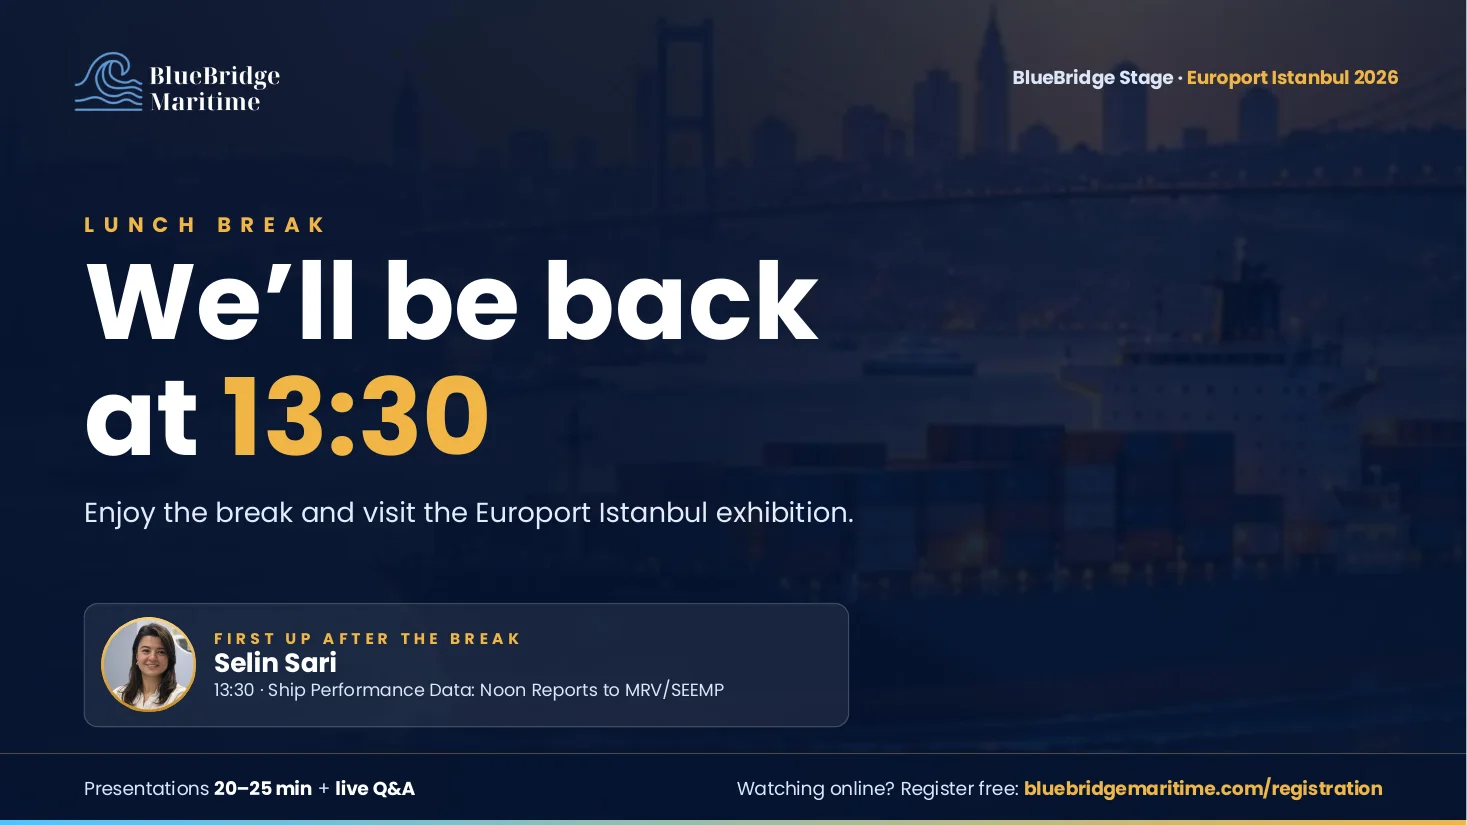 BlueBridge
Maritime
BlueBridge Stage · Europort Istanbul 2026
LUNCH BREAK
We’ll be back
at 13:30
Enjoy the break and visit the Europort Istanbul exhibition.
FIRST UP AFTER THE BREAK
Selin Sari
13:30 · Ship Performance Data: Noon Reports to MRV/SEEMP
Presentations 20–25 min + live Q&A
Watching online? Register free: bluebridgemaritime.com/registration